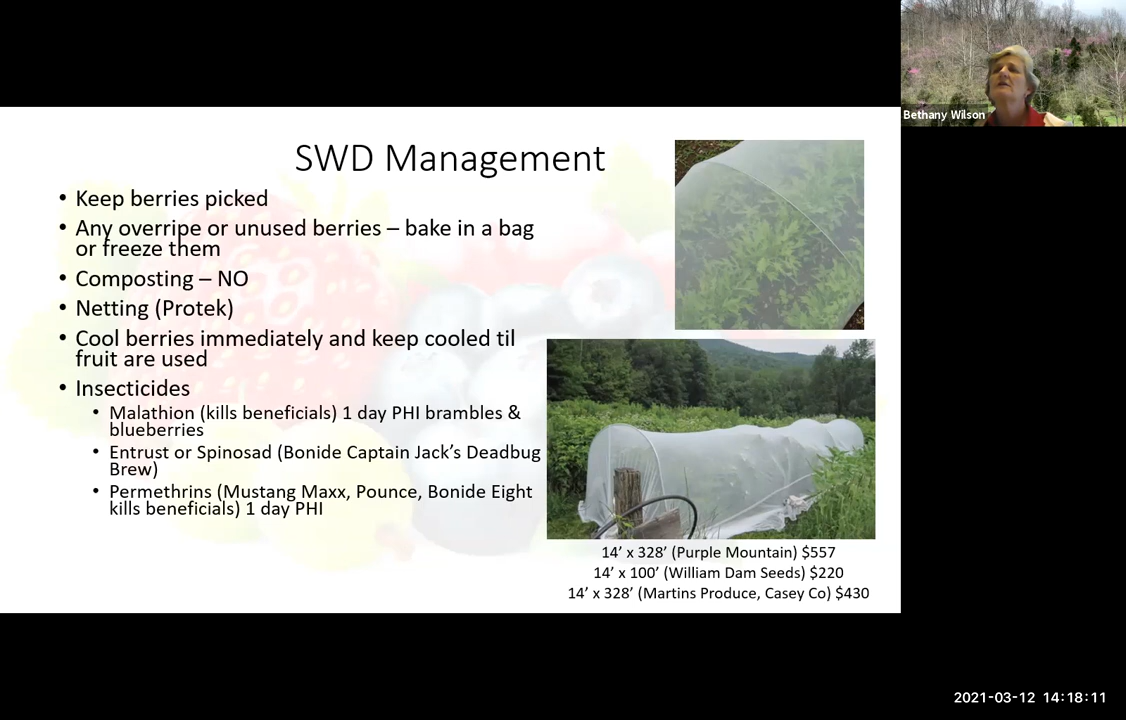 Bethany Wilson
SWD Management
• Keep berries picked
• Any overripe or unused berries – bake in a bag
or freeze them
• Composting – NO
• Netting (Protek)
• Cool berries immediately and keep cooled til
fruit are used
• Insecticides
• Malathion (kills beneficials) 1 day PHI brambles &
blueberries
• Entrust or Spinosad (Bonide Captain Jack’s Deadbug
Brew)
• Permethrins (Mustang Maxx, Pounce, Bonide Eight
kills beneficials) 1 day PHI
14’ x 328’ (Purple Mountain) $557
14’ x 100’ (William Dam Seeds) $220
14’ x 328’ (Martins Produce, Casey Co) $430
2021-03-12 14:18:11